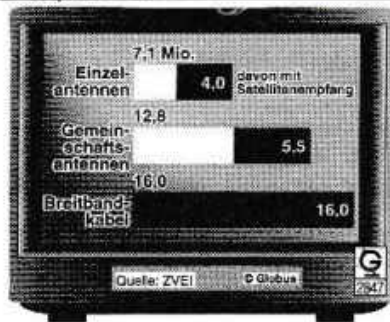 7,1 Mio.
Einzel-
antennen
4,0
davon mit
Satellitenempfang
12,8
Gemein-
schafts-
antennen
5,5
16,0
Breitband-
kabel
16,0
Quelle: ZVEI
© Globus
G
2847